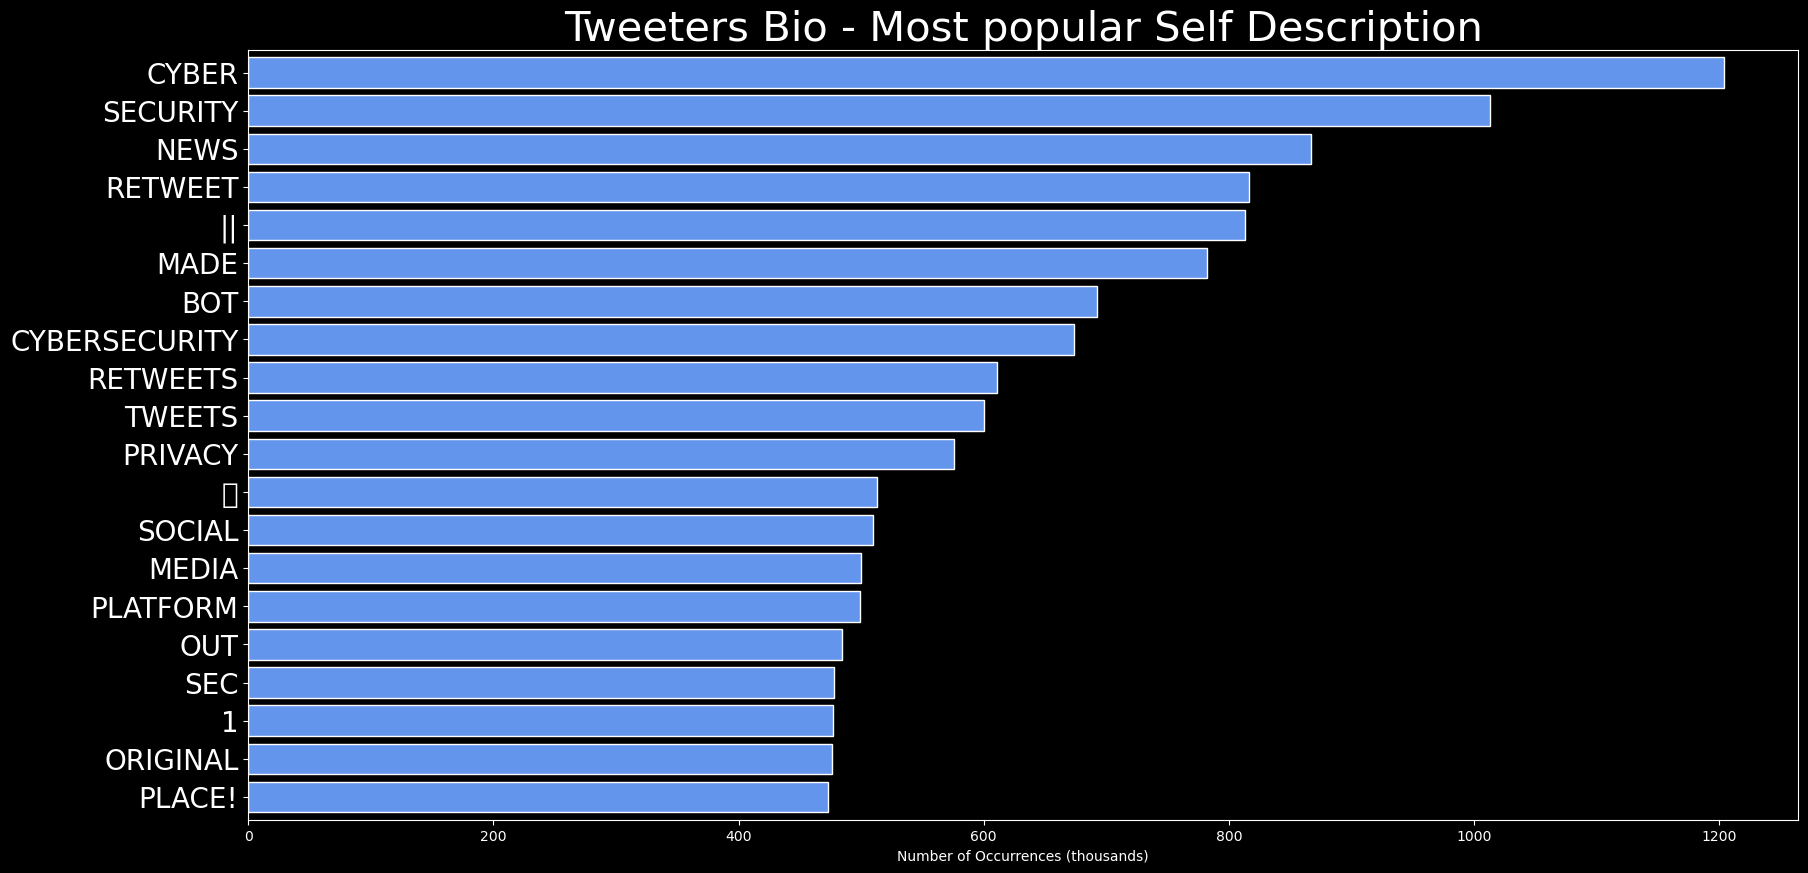 Tweeters Bio - Most popular Self Description
CYBER
SECURITY
NEWS
RETWEET
||
MADE
BOT
CYBERSECURITY
RETWEETS
TWEETS
PRIVACY
SOCIAL
MEDIA
PLATFORM
OUT
SEC
1
ORIGINAL
PLACE!
0 200 400 600 800 1000 1200
Number of Occurrences (thousands)